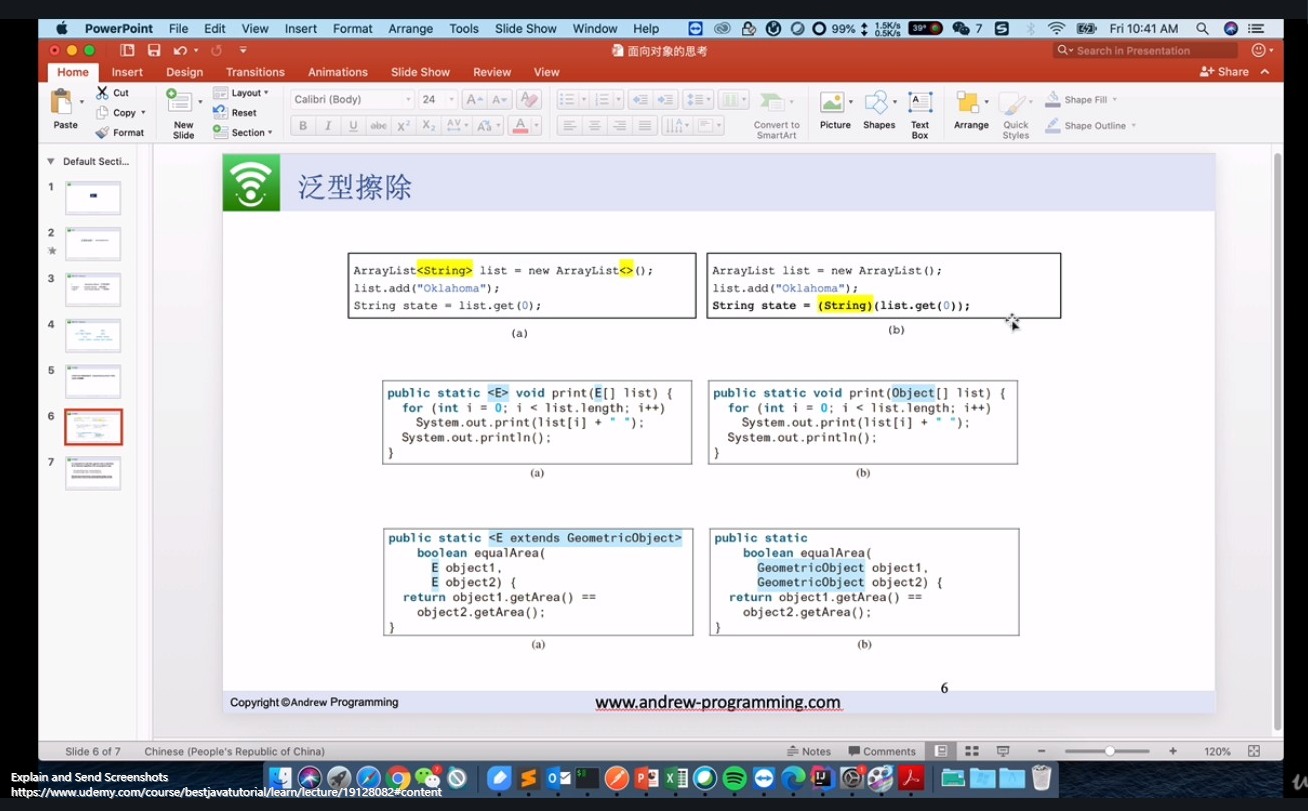 PowerPoint File Edit View Insert Format Arrange Tools Slide Show Window Help 99% 1.5K/s 0.5K/s 39° 7 Fri 10:41 AM
面向对象的思考
Search in Presentation
Home Insert Design Transitions Animations Slide Show Review View
Share
Paste
Cut
Copy
Format
New Slide
Layout
Reset
Section
Calibri (Body) 24
Convert to SmartArt
Picture
Shapes
Text Box
Arrange
Quick Styles
Shape Fill
Shape Outline
Default Secti...
1
2
3
4
5
6
7
泛型擦除
ArrayList<String> list = new ArrayList<>();
list.add("Oklahoma");
String state = list.get(0);
(a)
ArrayList list = new ArrayList();
list.add("Oklahoma");
String state = (String)(list.get(0));
(b)
public static <E> void print(E[] list) {
for (int i = 0; i < list.length; i++)
System.out.print(list[i] + " ");
System.out.println();
}
(a)
public static void print(Object[] list) {
for (int i = 0; i < list.length; i++)
System.out.print(list[i] + " ");
System.out.println();
}
(b)
public static <E extends GeometricObject>
boolean equalArea(
E object1,
E object2) {
return object1.getArea() ==
object2.getArea();
}
(a)
public static
boolean equalArea(
GeometricObject object1,
GeometricObject object2) {
return object1.getArea() ==
object2.getArea();
}
(b)
6
Copyright ©Andrew Programming
www.andrew-programming.com
Slide 6 of 7 Chinese (People's Republic of China) Notes Comments 120%
Explain and Send Screenshots
https://www.udemy.com/course/bestjavatutorial/learn/lecture/19128082#content